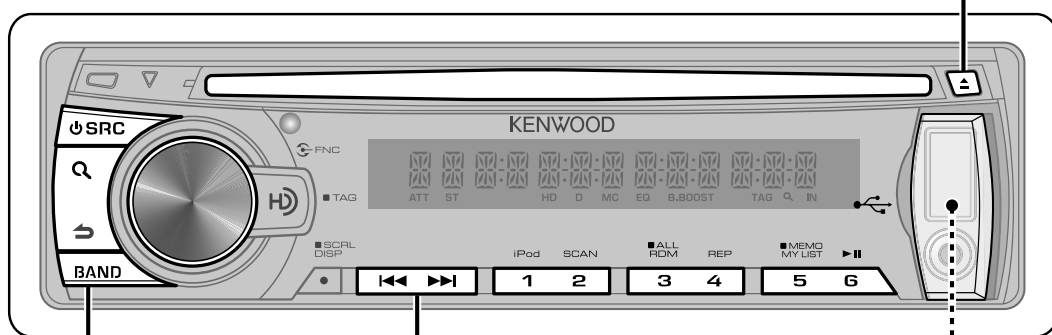 KENWOOD
SRC
FNC
TAG
ATT ST HD D MC EQ B.BOOST TAG IN
HD
BAND
SCRL
DISP
iPod SCAN
ALL
RDM REP
MEMO
MY LIST
1 2 3 4 5 6